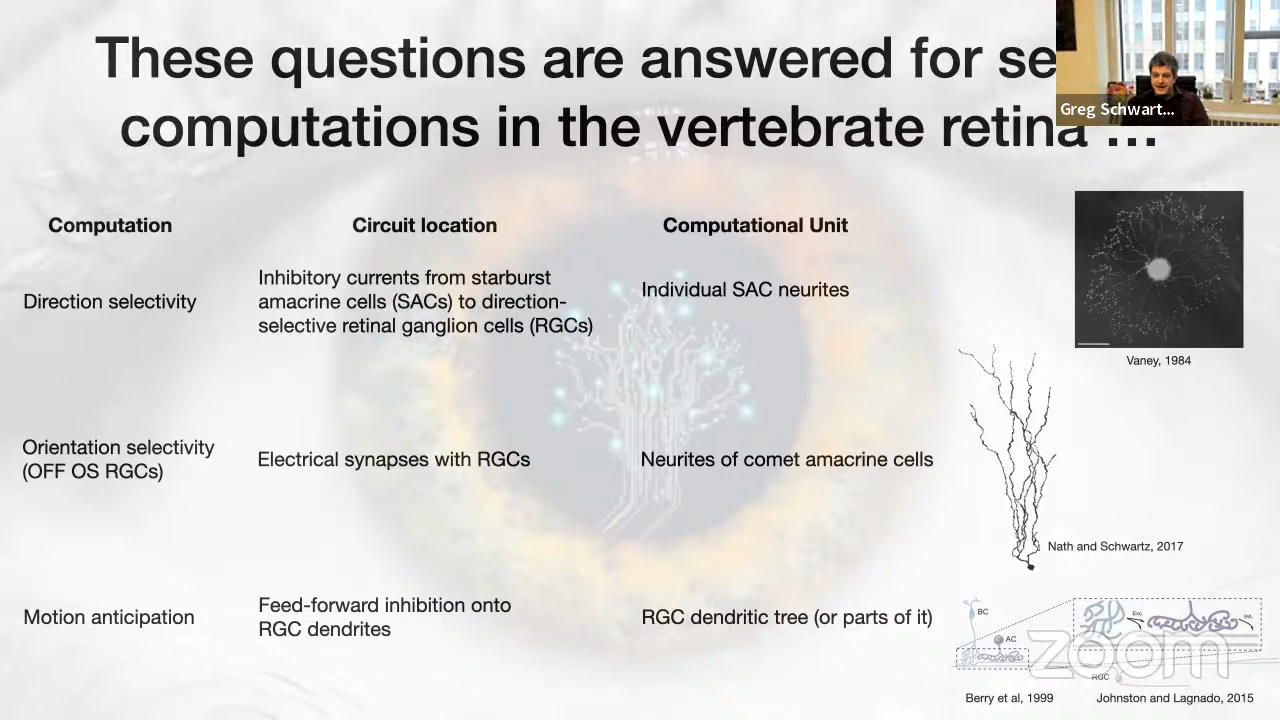 These questions are answered for se
computations in the vertebrate retina ...
Greg Schwart...
Computation
Circuit location
Computational Unit
Direction selectivity
Inhibitory currents from starburst
amacrine cells (SACs) to direction-
selective retinal ganglion cells (RGCs)
Individual SAC neurites
Vaney, 1984
Orientation selectivity
(OFF OS RGCs)
Electrical synapses with RGCs
Neurites of comet amacrine cells
Nath and Schwartz, 2017
Motion anticipation
Feed-forward inhibition onto
RGC dendrites
RGC dendritic tree (or parts of it)
BC
AC
Exc.
Inh.
RGC
zoom
Berry et al, 1999
Johnston and Lagnado, 2015